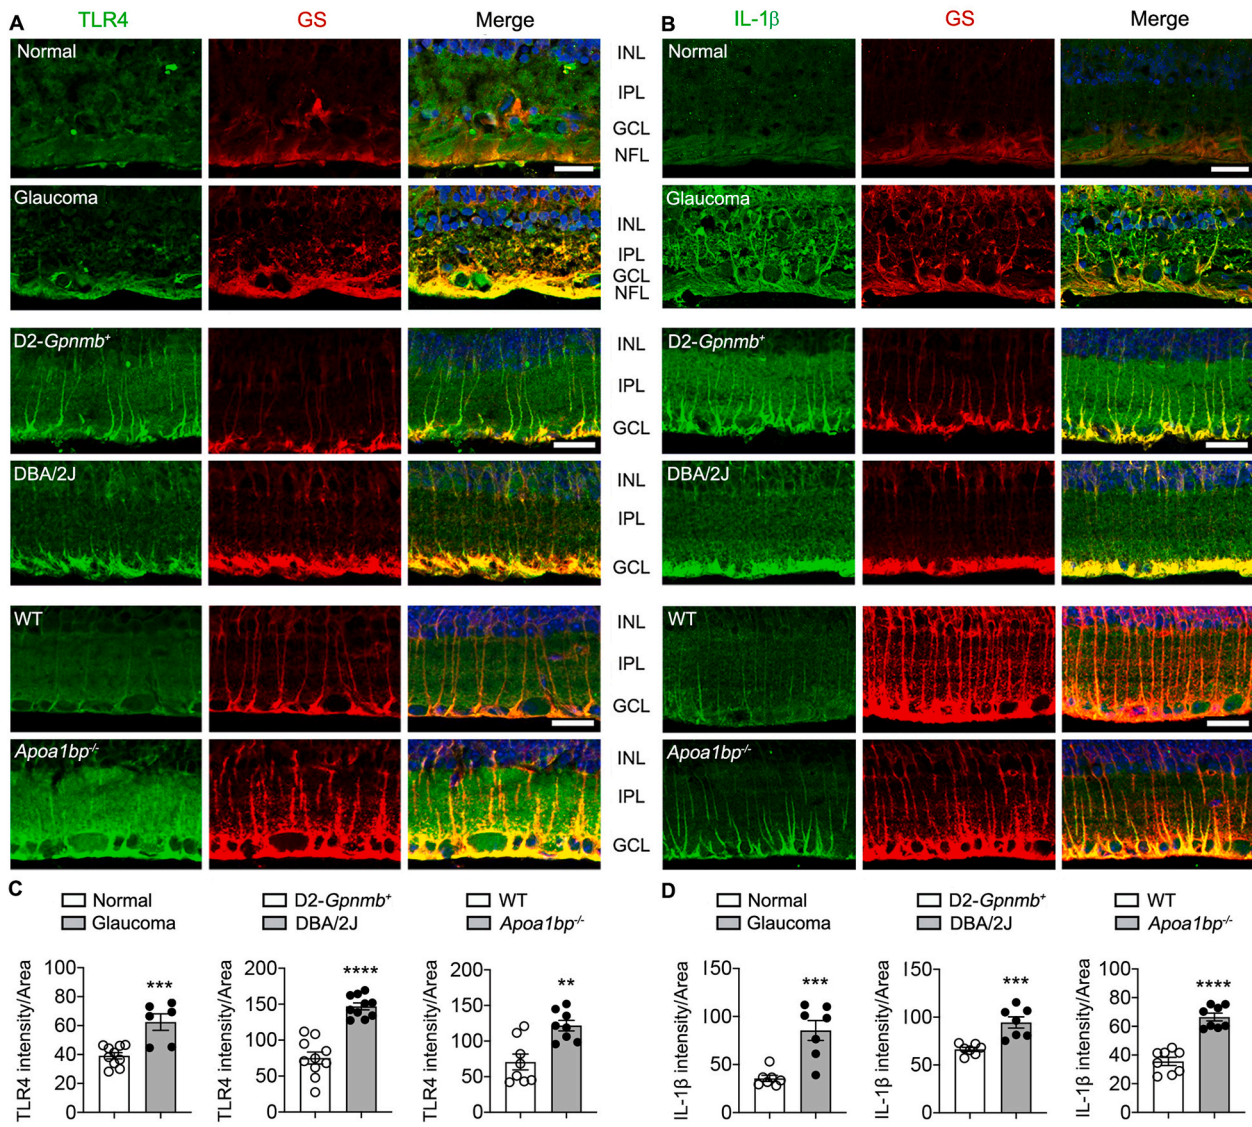 A TLR4 GS Merge
Normal
INL
IPL
GCL
NFL
Glaucoma
INL
IPL
GCL
NFL
D2-Gpnmb+
INL
IPL
GCL
DBA/2J
INL
IPL
GCL
WT
INL
IPL
GCL
Apoa1bp-/-
INL
IPL
GCL
B IL-1β GS Merge
Normal
Glaucoma
D2-Gpnmb+
DBA/2J
WT
Apoa1bp-/-
C
Normal
Glaucoma
TLR4 intensity/Area
100
80
60
40
20
0
***
D2-Gpnmb+
DBA/2J
TLR4 intensity/Area
200
150
100
50
0
****
WT
Apoa1bp-/-
TLR4 intensity/Area
200
150
100
50
0
**
D
Normal
Glaucoma
IL-1β intensity/Area
150
100
50
0
***
D2-Gpnmb+
DBA/2J
IL-1β intensity/Area
150
100
50
0
***
WT
Apoa1bp-/-
IL-1β intensity/Area
100
80
60
40
20
0
****